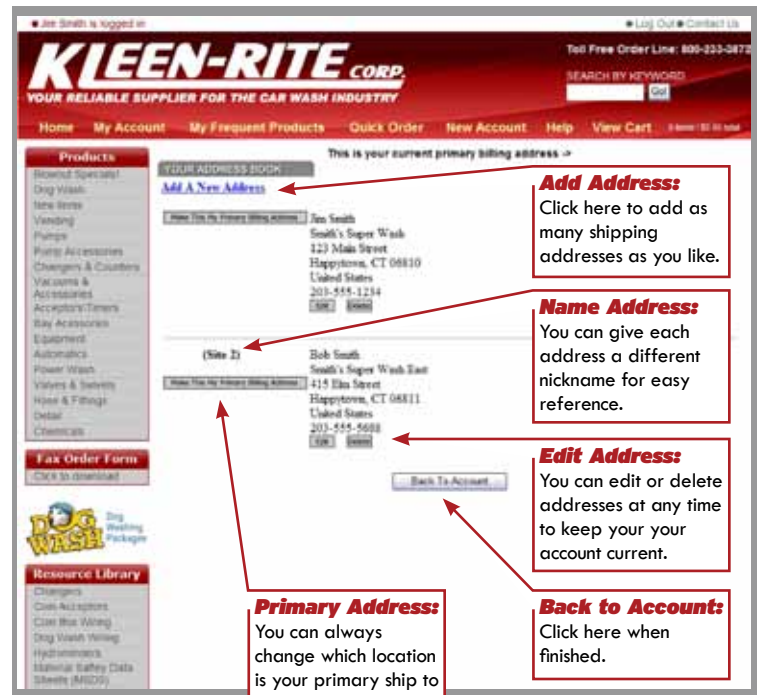 Jim Smith is logged in
Log Out Contact Us
KLEEN-RITE CORP.
YOUR RELIABLE SUPPLIER FOR THE CAR WASH INDUSTRY
Toll Free Order Line: 800-233-3872
SEARCH BY KEYWORD
Go!
Home My Account My Frequent Products Quick Order New Account Help View Cart
Products
Blowout Specials!
Dog Wash
New Items
Vending
Pumps
Pump Accessories
Changers & Counters
Vacuums &
Accessories
Acceptors/Timers
Bay Accessories
Equipment
Automatics
Power Wash
Valves & Swivels
Hose & Fittings
Detail
Chemicals
Fax Order Form
Click to download
DOG WASH
Dog
Washing
Packages
Resource Library
Changers
Coin Acceptors
Coin Box Wiring
Dog Wash Wiring
Hydrominders
Material Saftey Data
Sheets (MSDS)
This is your current primary billing address ->
YOUR ADDRESS BOOK
Add A New Address
Make This My Primary Billing Address
Jim Smith
Smith's Super Wash
123 Main Street
Happytown, CT 06810
United States
203-555-1234
Edit Delete
(Site 2)
Make This My Primary Billing Address
Bob Smith
Smith's Super Wash East
415 Elm Street
Happytown, CT 06811
United States
203-555-5688
Edit Delete
Back To Account
Add Address:
Click here to add as
many shipping
addresses as you like.
Name Address:
You can give each
address a different
nickname for easy
reference.
Edit Address:
You can edit or delete
addresses at any time
to keep your your
account current.
Primary Address:
You can always
change which location
is your primary ship to
Back to Account:
Click here when
finished.